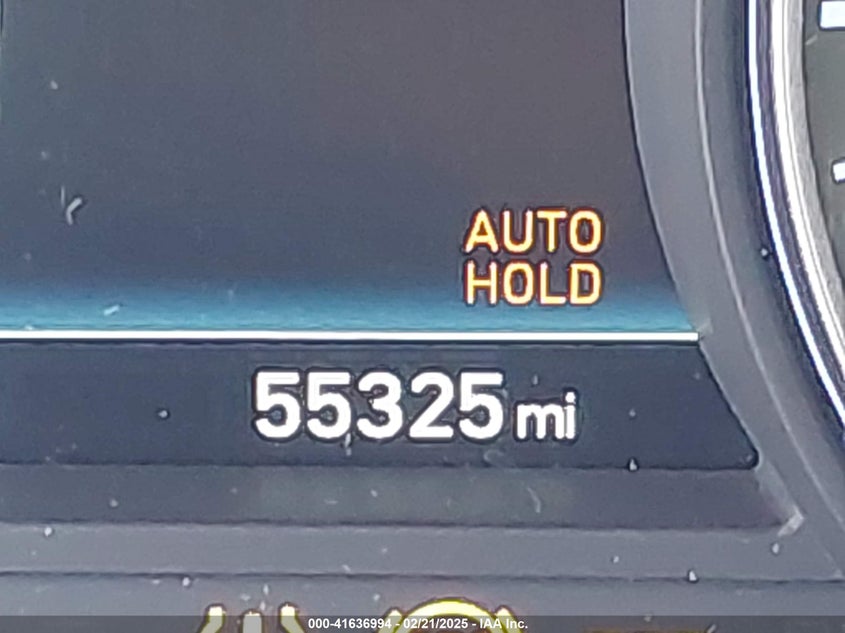 AUTO
HOLD
55325 mi
000-41636994 - 02/21/2025 - IAA Inc.